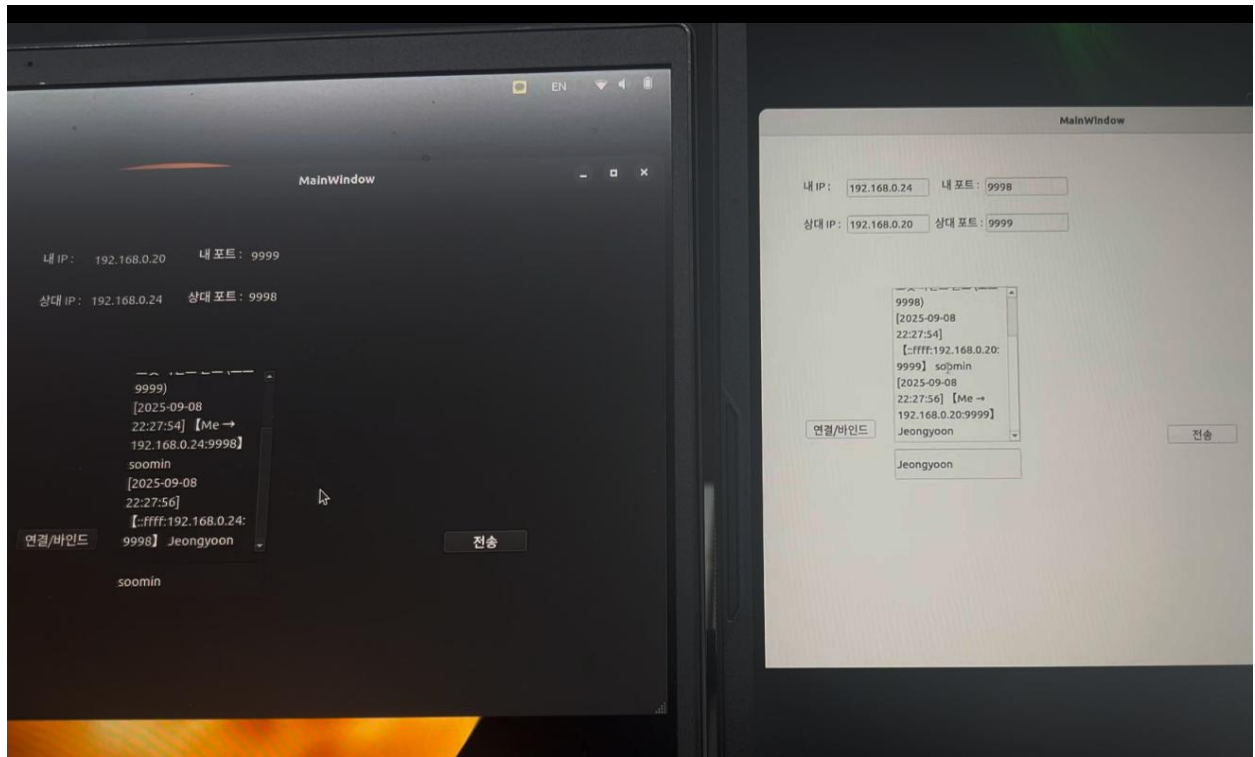 EN
MainWindow
내 IP : 192.168.0.20 내 포트 : 9999
상대 IP : 192.168.0.24 상대 포트 : 9998
9999)
[2025-09-08
22:27:54] 【Me →
192.168.0.24:9998】
soomin
[2025-09-08
22:27:56]
【::ffff:192.168.0.24:
9998】 Jeongyoon
연결/바인드
전송
soomin
MainWindow
내 IP : 192.168.0.24 내 포트 : 9998
상대 IP : 192.168.0.20 상대 포트 : 9999
9998)
[2025-09-08
22:27:54]
【::ffff:192.168.0.20:
9999】 soomin
[2025-09-08
22:27:56] 【Me →
192.168.0.20:9999】
Jeongyoon
연결/바인드
전송
Jeongyoon